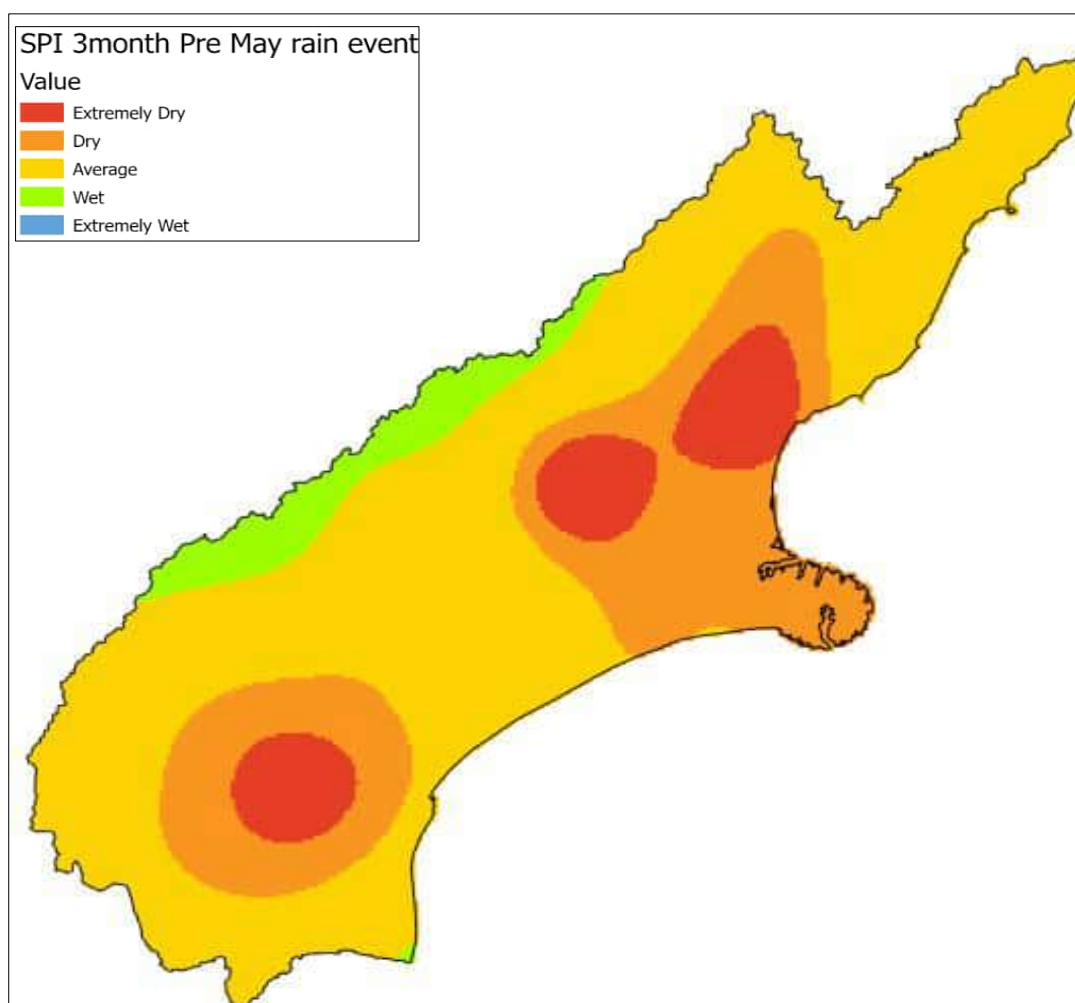 SPI 3month Pre May rain event
Value
Extremely Dry
Dry
Average
Wet
Extremely Wet